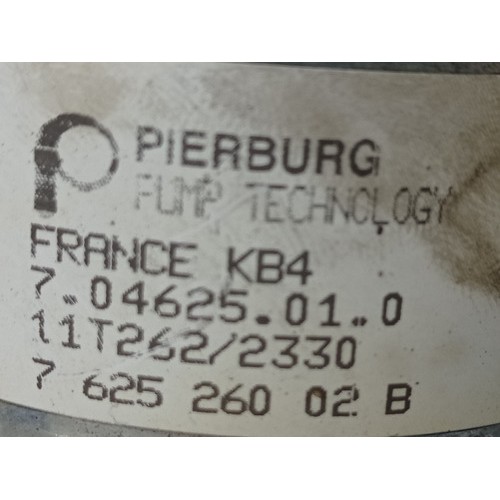 PIERBURG
PUMP TECHNOLOGY
FRANCE KB4
7.04625.01.0
11T262/2330
7 625 260 02 B